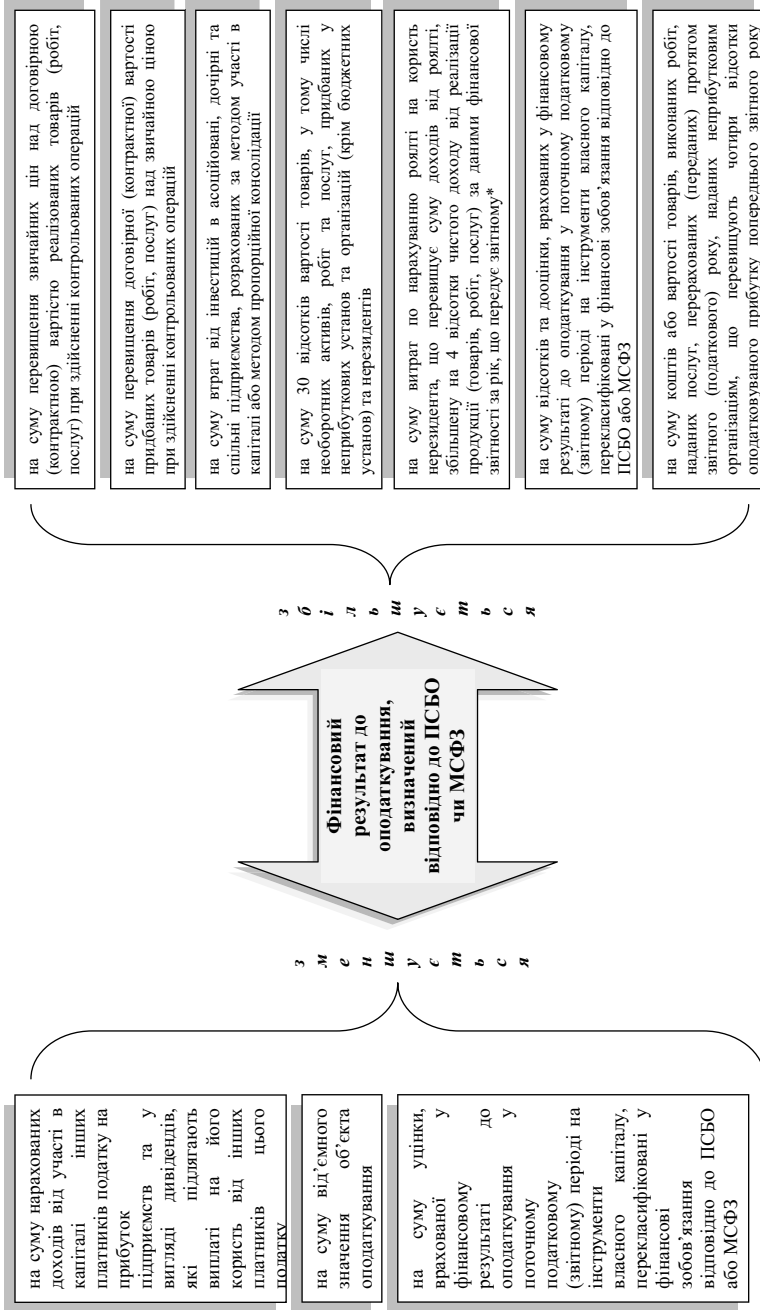 на суму нарахованих
доходів від участі в
капіталі інших
платників податку на
прибуток
підприємств та у
вигляді дивідендів,
які підлягають
виплаті на його
користь від інших
платників цього
податку
на суму від’ємного
значення об’єкта
оподаткування
на суму уцінки,
врахованої у
фінансовому
результаті до
оподаткування у
поточному
податковому
(звітному) періоді на
інструменти
власного капіталу,
перекласифіковані у
фінансові
зобов’язання
відповідно до ПСБО
або МСФЗ
зменшується
Фінансовий
результат до
оподаткування,
визначений
відповідно до ПСБО
чи МСФЗ
збільшується
на суму перевищення звичайних цін над договірною
(контрактною) вартістю реалізованих товарів (робіт,
послуг) при здійсненні контрольованих операцій
на суму перевищення договірної (контрактної) вартості
придбаних товарів (робіт, послуг) над звичайною ціною
при здійсненні контрольованих операцій
на суму втрат від інвестицій в асоційовані, дочірні та
спільні підприємства, розрахованих за методом участі в
капіталі або методом пропорційної консолідації
на суму 30 відсотків вартості товарів, у тому числі
необоротних активів, робіт та послуг, придбаних у
неприбуткових установ та організацій (крім бюджетних
установ) та нерезидентів
на суму витрат по нарахуванню роялті на користь
нерезидента, що перевищує суму доходів від роялті,
збільшену на 4 відсотки чистого доходу від реалізації
продукції (товарів, робіт, послуг) за даними фінансової
звітності за рік, що передує звітному*
на суму відсотків та дооцінки, врахованих у фінансовому
результаті до оподаткування у поточному податковому
(звітному) періоді на інструменти власного капіталу,
перекласифіковані у фінансові зобов’язання відповідно до
ПСБО або МСФЗ
на суму коштів або вартості товарів, виконаних робіт,
наданих послуг, перерахованих (переданих) протягом
звітного (податкового) року, наданих неприбутковим
організаціям, що перевищують чотири відсотки
оподатковуваного прибутку попереднього звітного року